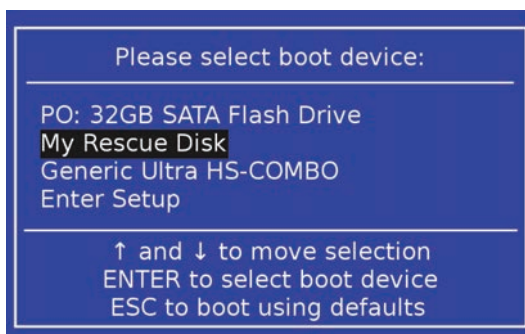 Please select boot device:
PO: 32GB SATA Flash Drive
My Rescue Disk
Generic Ultra HS-COMBO
Enter Setup
↑ and ↓ to move selection
ENTER to select boot device
ESC to boot using defaults